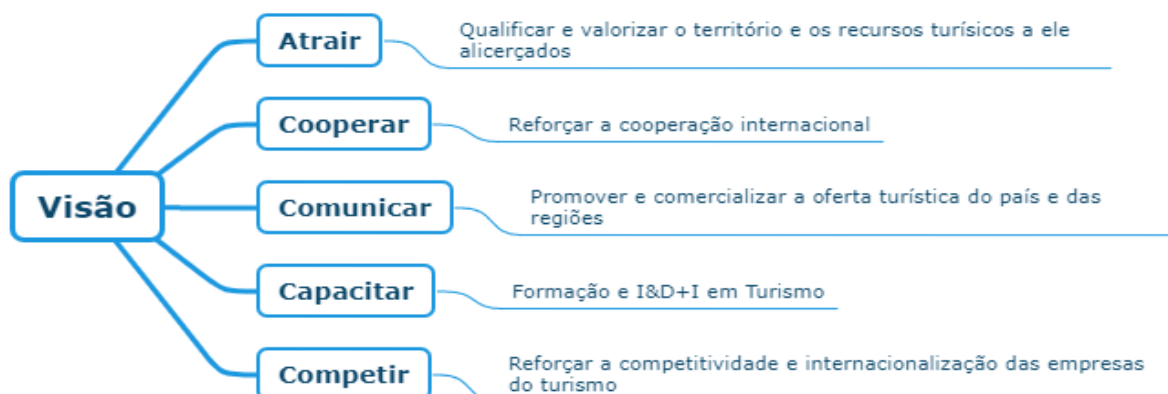 Visão
Atrair
Qualificar e valorizar o território e os recursos turísicos a ele
alicerçados
Cooperar
Reforçar a cooperação internacional
Comunicar
Promover e comercializar a oferta turística do país e das
regiões
Capacitar
Formação e I&D+I em Turismo
Competir
Reforçar a competitividade e internacionalização das empresas
do turismo